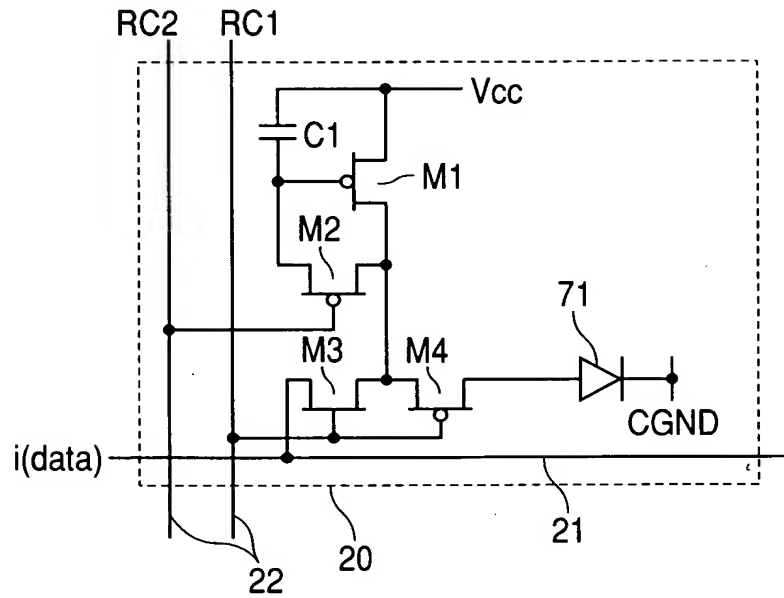 RC2 RC1
Vcc
C1
M1
M2
71
M3 M4
CGND
i(data)
20 21
22